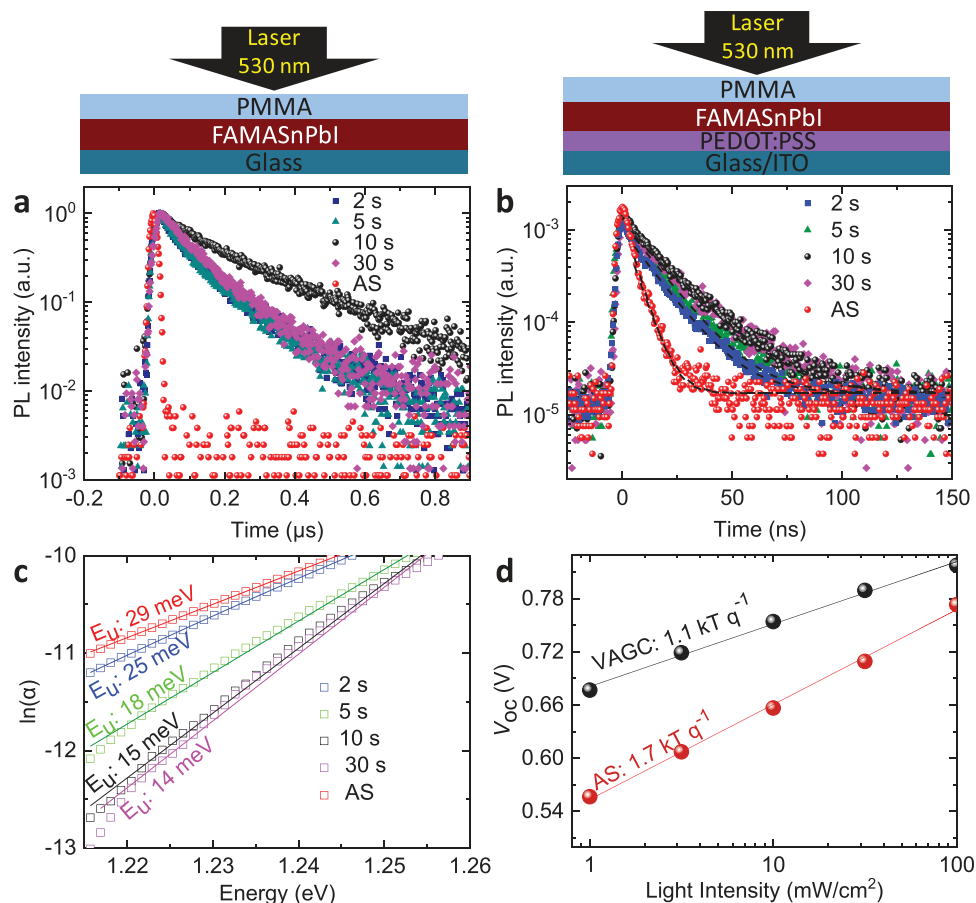 Laser
530 nm
PMMA
FAMASnPbI
Glass
Laser
530 nm
PMMA
FAMASnPbI
PEDOT:PSS
Glass/ITO
a
PL intensity (a.u.)
10⁰
10⁻¹
10⁻²
10⁻³
2 s
5 s
10 s
30 s
AS
-0.2 0.0 0.2 0.4 0.6 0.8
Time (µs)
b
PL intensity (a.u.)
10⁻³
10⁻⁴
10⁻⁵
2 s
5 s
10 s
30 s
AS
0 50 100 150
Time (ns)
c
ln(α)
-10
-11
-12
-13
Eᵤ: 29 meV
Eᵤ: 25 meV
Eᵤ: 18 meV
Eᵤ: 15 meV
Eᵤ: 14 meV
2 s
5 s
10 s
30 s
AS
1.22 1.23 1.24 1.25 1.26
Energy (eV)
d
V_OC (V)
0.78
0.72
0.66
0.60
0.54
VAGC: 1.1 kT q⁻¹
AS: 1.7 kT q⁻¹
1 10 100
Light Intensity (mW/cm²)